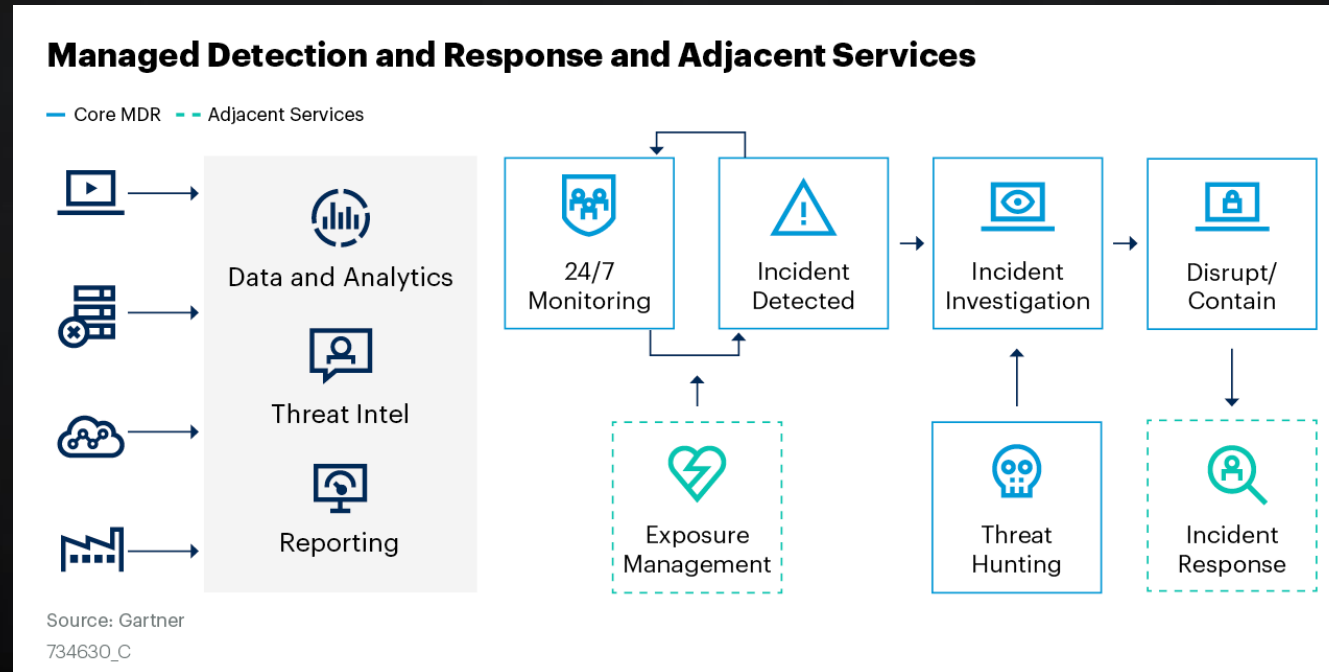 Managed Detection and Response and Adjacent Services
Core MDR
Adjacent Services
Data and Analytics
Threat Intel
Reporting
24/7
Monitoring
Incident
Detected
Incident
Investigation
Disrupt/
Contain
Exposure
Management
Threat
Hunting
Incident
Response
Source: Gartner
734630_C